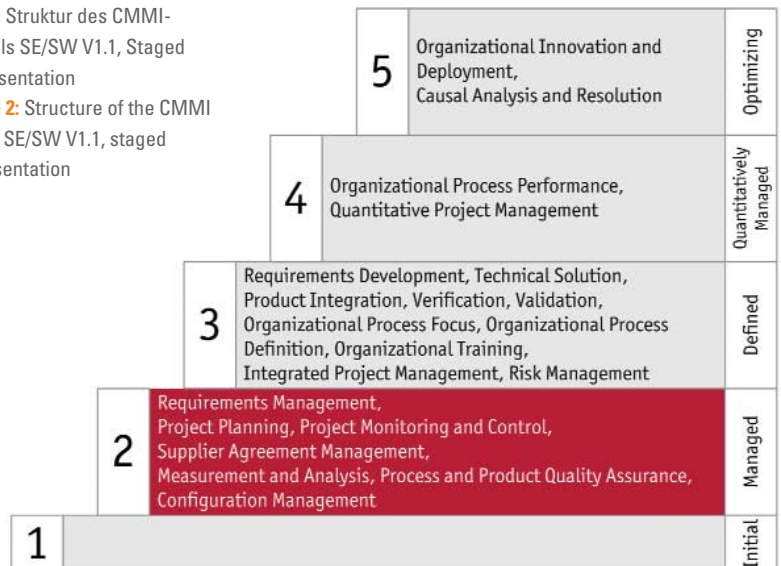 Struktur des CMMI-
SE/SW V1.1, Staged
2: Structure of the CMMI
SE/SW V1.1, staged
5
Organizational Innovation and
Deployment,
Causal Analysis and Resolution
Optimizing
4
Organizational Process Performance,
Quantitative Project Management
Quantitatively
Managed
3
Requirements Development, Technical Solution,
Product Integration, Verification, Validation,
Organizational Process Focus, Organizational Process
Definition, Organizational Training,
Integrated Project Management, Risk Management
Defined
2
Requirements Management,
Project Planning, Project Monitoring and Control,
Supplier Agreement Management,
Measurement and Analysis, Process and Product Quality Assurance,
Configuration Management
Managed
1
Initial